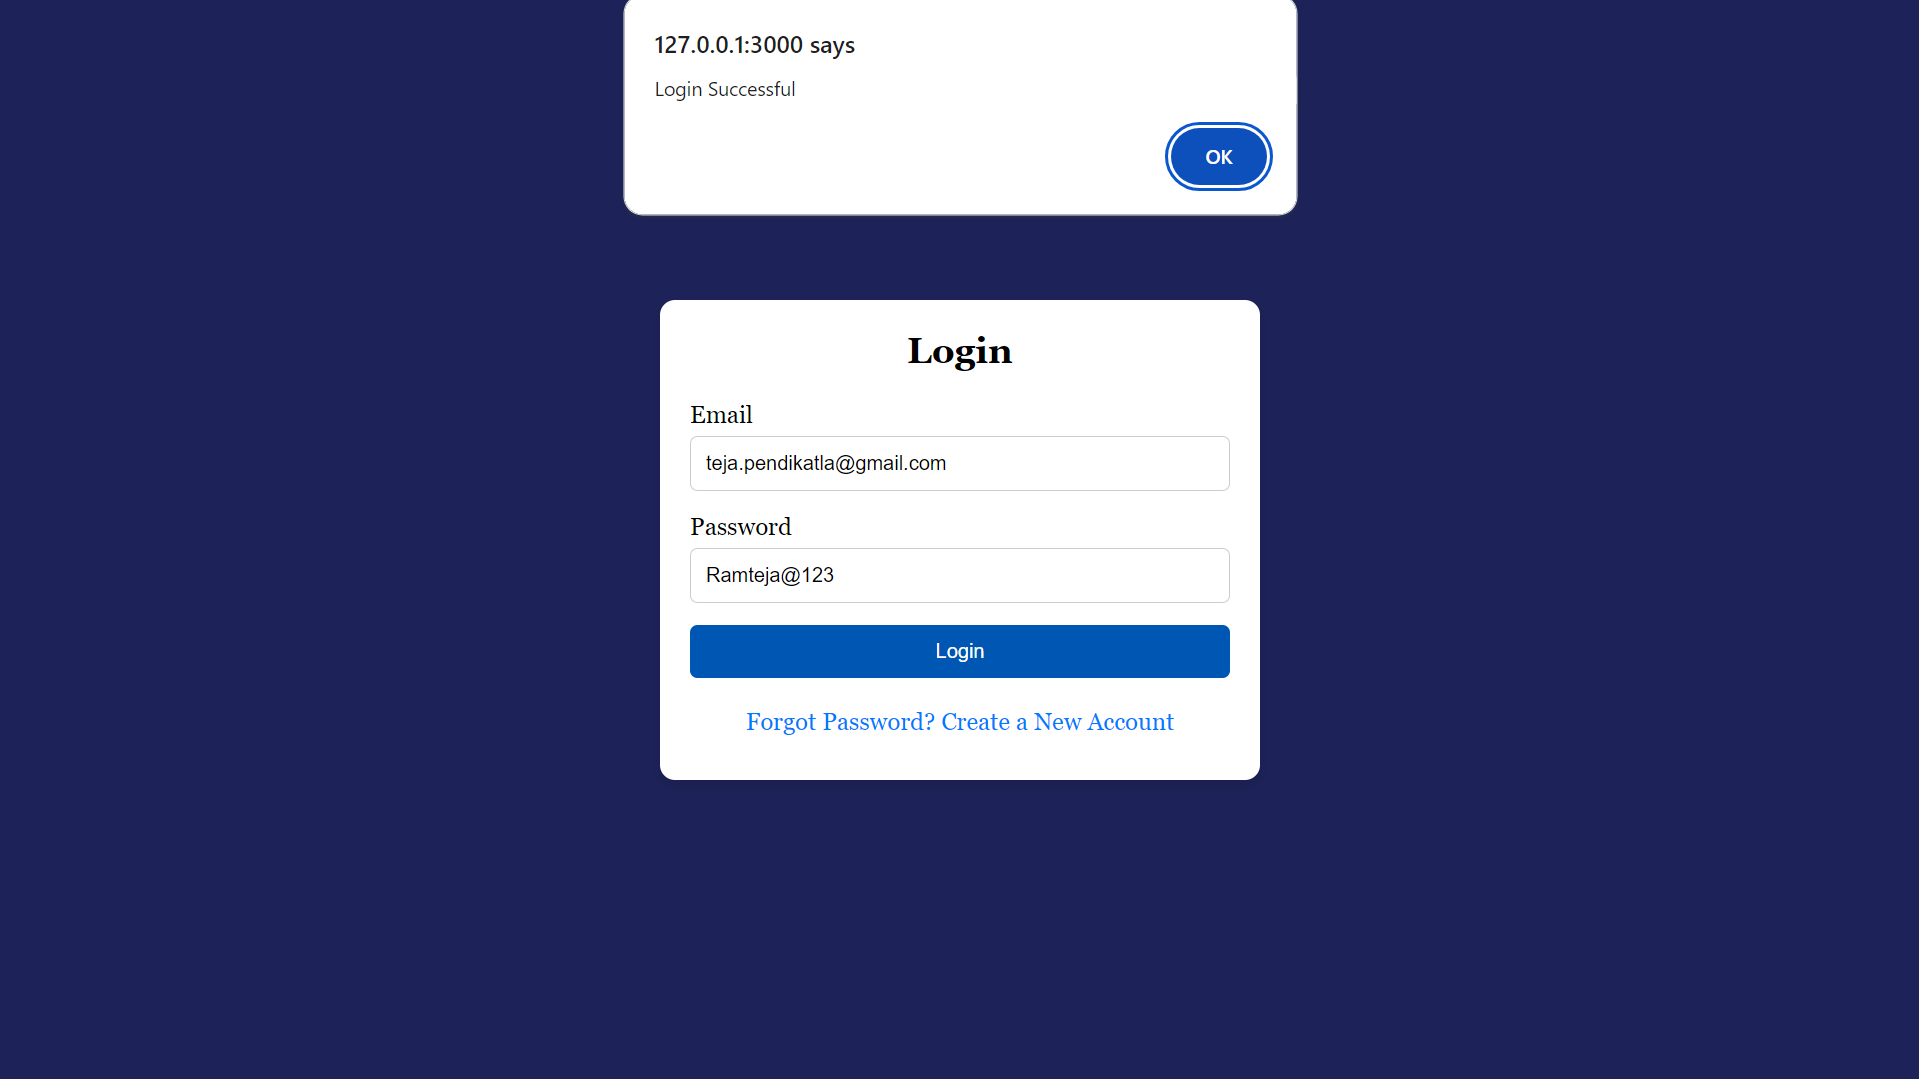 127.0.0.1:3000 says
Login Successful
OK
Login
Email
teja.pendikatla@gmail.com
Password
Ramteja@123
Login
Forgot Password? Create a New Account